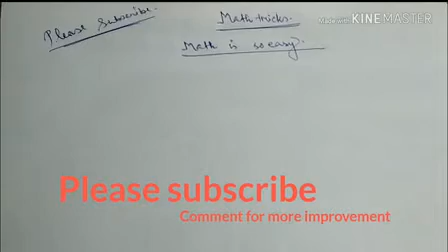 Made with KINEMASTER
Please Subscribe.
Math tricks.
Math is so easy?.
Please subscribe
Comment for more improvement